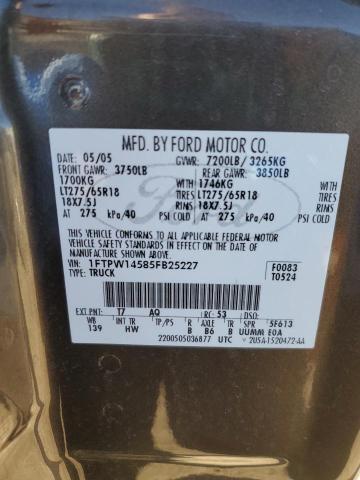 MFD. BY FORD MOTOR CO.
DATE: 05/05 GVWR: 7200LB/ 3265KG
FRONT GAWR: 3750LB REAR GAWR: 3850LB
1700KG WITH 1746KG WITH
LT275/65R18 TIRES LT275/65R18 TIRES
18X7.5J RIMS 18X7.5J RIMS
AT 275 kPa/40 PSI COLD AT 275 kPa/40 PSI COLD
THIS VEHICLE CONFORMS TO ALL APPLICABLE FEDERAL MOTOR
VEHICLE SAFETY STANDARDS IN EFFECT ON THE DATE OF
MANUFACTURE SHOWN ABOVE.
VIN: 1FTPW14585FB25227 F0083
TYPE: TRUCK T0524
EXT PNT: T7 AQ RC: 53 DSO:
WB INT TR TP/PS R AXLE TR SPR 5F613
139 HW B B6 B UUMM E0A
2200505036877 UTC